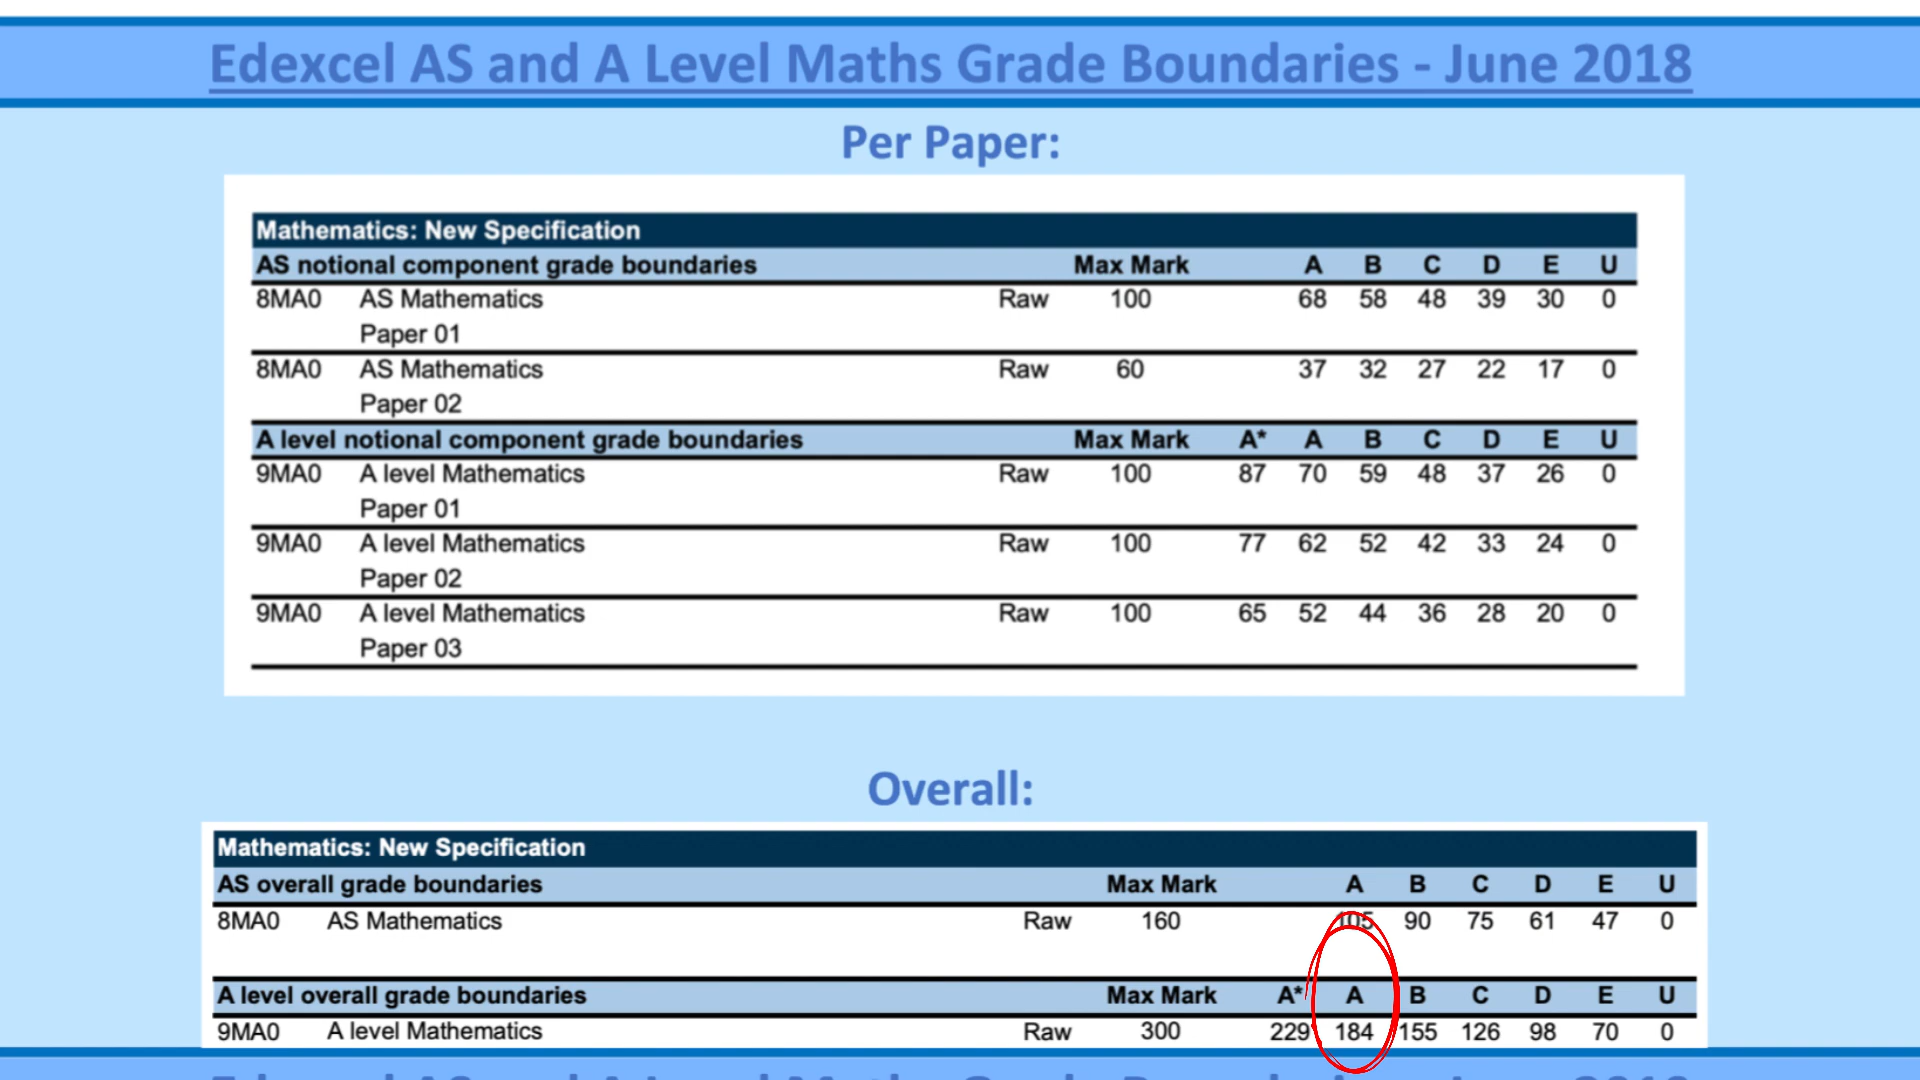 Edexcel AS and A Level Maths Grade Boundaries - June 2018
Per Paper:
Mathematics: New Specification
AS notional component grade boundaries Max Mark A B C D E U
8MA0 AS Mathematics Raw 100 68 58 48 39 30 0
Paper 01
8MA0 AS Mathematics Raw 60 37 32 27 22 17 0
Paper 02
A level notional component grade boundaries Max Mark A* A B C D E U
9MA0 A level Mathematics Raw 100 87 70 59 48 37 26 0
Paper 01
9MA0 A level Mathematics Raw 100 77 62 52 42 33 24 0
Paper 02
9MA0 A level Mathematics Raw 100 65 52 44 36 28 20 0
Paper 03
Overall:
Mathematics: New Specification
AS overall grade boundaries Max Mark A B C D E U
8MA0 AS Mathematics Raw 160 105 90 75 61 47 0
A level overall grade boundaries Max Mark A* A B C D E U
9MA0 A level Mathematics Raw 300 229 184 155 126 98 70 0